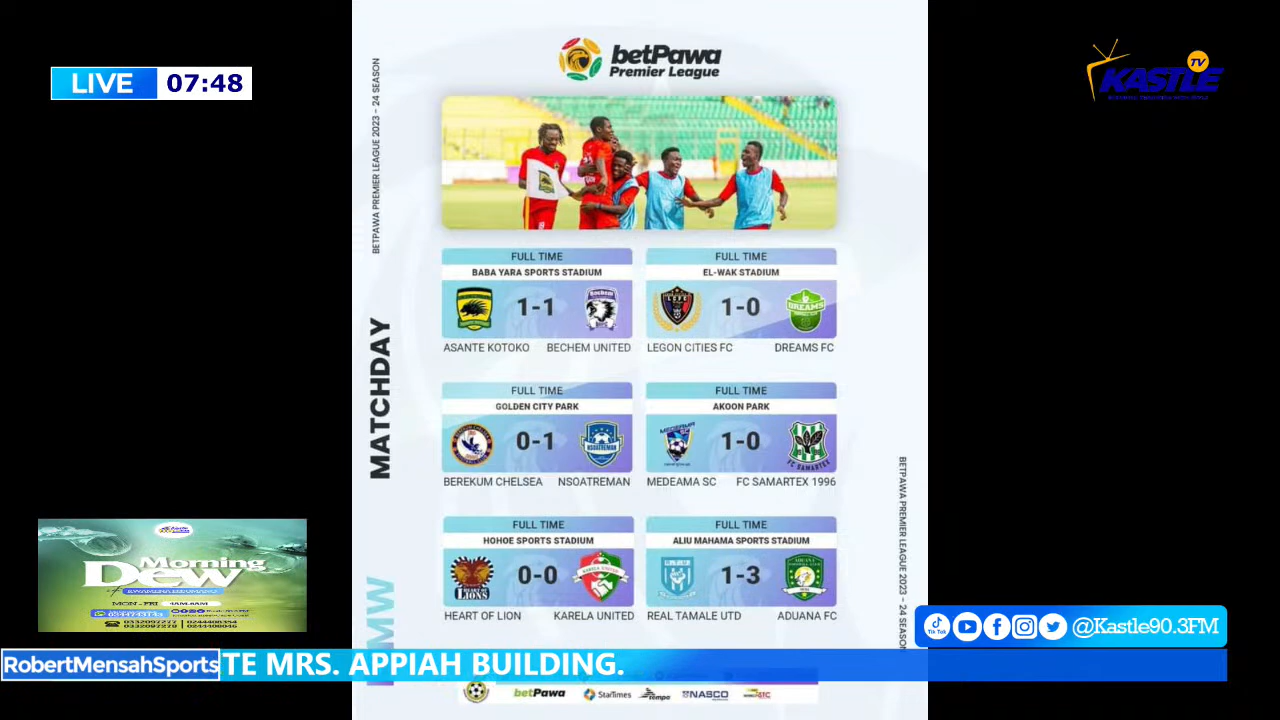 LIVE 07:48
TV
KASTLE
betPawa
Premier League
BETPAWA PREMIER LEAGUE 2023 - 24 SEASON
MATCHDAY
FULL TIME
BABA YARA SPORTS STADIUM
1-1
ASANTE KOTOKO BECHEM UNITED
FULL TIME
EL-WAK STADIUM
1-0
LEGON CITIES FC DREAMS FC
FULL TIME
GOLDEN CITY PARK
0-1
BEREKUM CHELSEA NSOATREMAN
FULL TIME
AKOON PARK
1-0
MEDEAMA SC FC SAMARTEX 1996
FULL TIME
HOHOE SPORTS STADIUM
0-0
HEART OF LION KARELA UNITED
FULL TIME
ALIU MAHAMA SPORTS STADIUM
1-3
REAL TAMALE UTD ADUANA FC
BETPAWA PREMIER LEAGUE 2023 - 24 SEASON
MW
Morning
Dew
MON - FRI
Tik Tok
@Kastle90.3FM
RobertMensahSports
TE MRS. APPIAH BUILDING.
betPawa StarTimes tempo NASCO